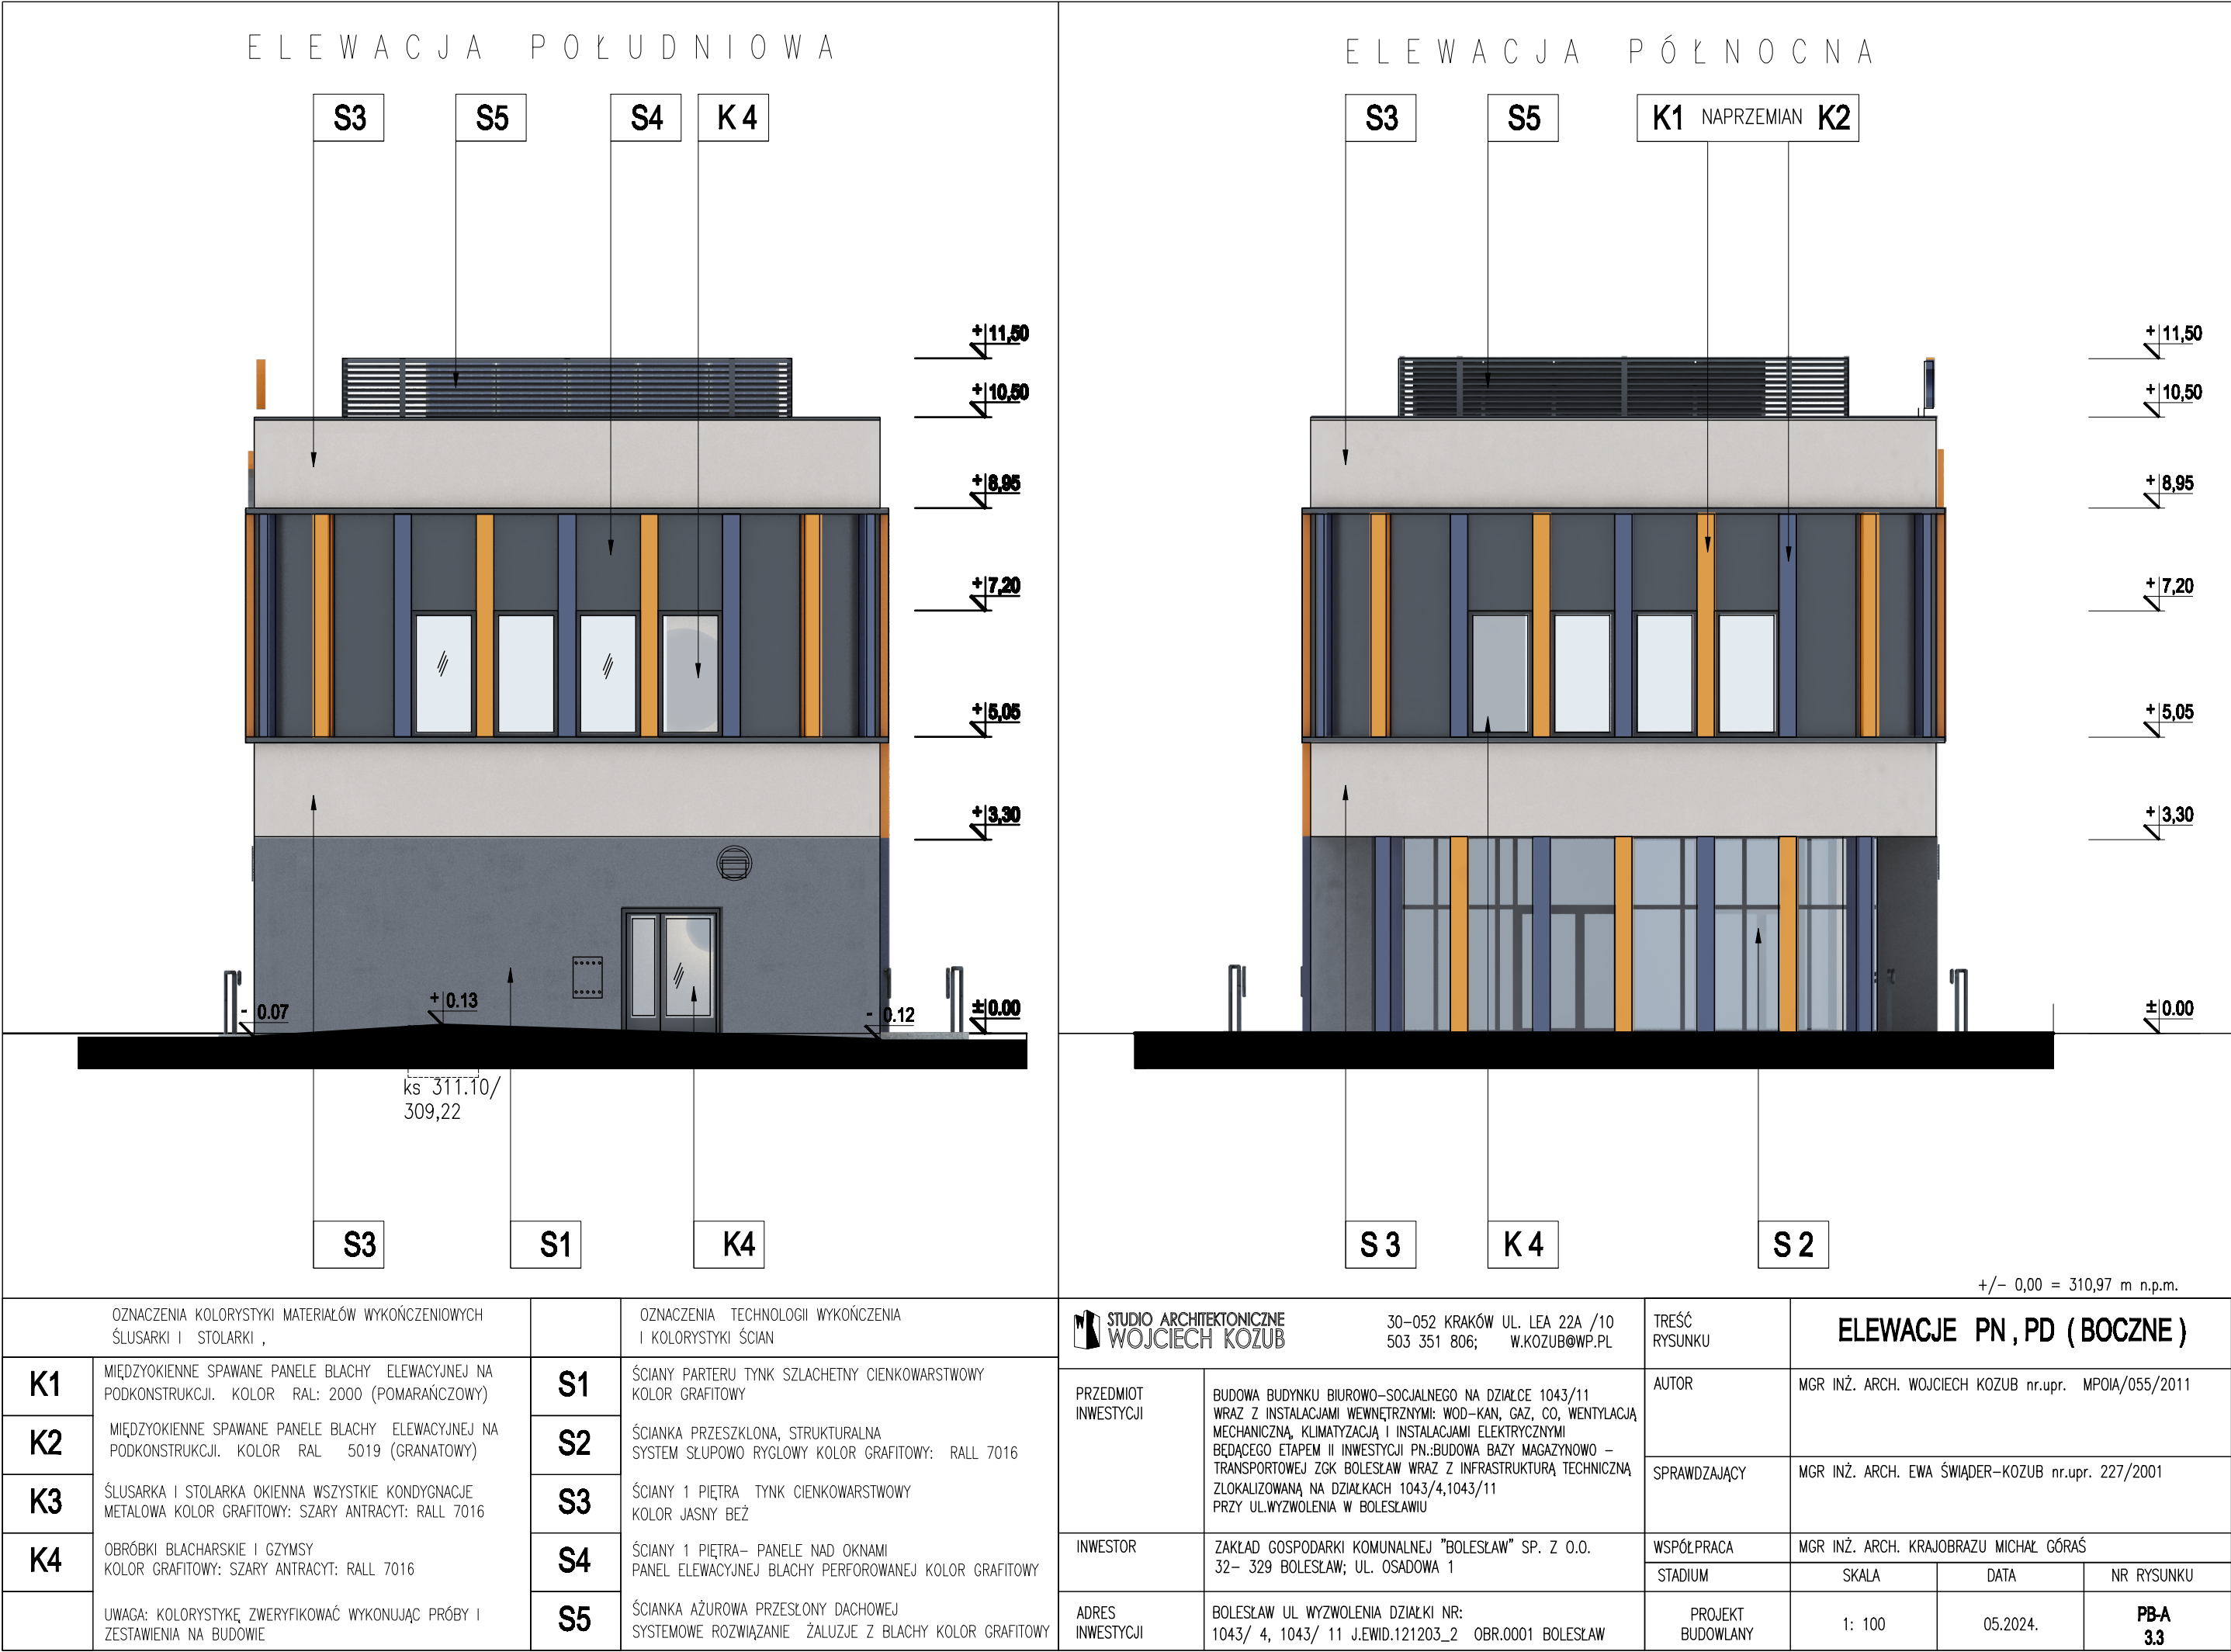 ELEWACJA POŁUDNIOWA
S3
S5
S4
K 4
+ 11,50
+ 10,50
+ 8,95
+ 7,20
+ 5,05
+ 3,30
± 0.00
- 0.07
+ 0.13
- 0.12
ks 311.10/
309,22
S3
S1
K4
ELEWACJA PÓŁNOCNA
S3
S5
K1 NAPRZEMIAN K2
+ 11,50
+ 10,50
+ 8,95
+ 7,20
+ 5,05
+ 3,30
± 0.00
S 3
K 4
S 2
+/- 0,00 = 310,97 m n.p.m.
OZNACZENIA KOLORYSTYKI MATERIAŁÓW WYKOŃCZENIOWYCH
ŚLUSARKI I STOLARKI ,
K1
MIĘDZYOKIENNE SPAWANE PANELE BLACHY ELEWACYJNEJ NA
PODKONSTRUKCJI. KOLOR RAL: 2000 (POMARAŃCZOWY)
K2
MIĘDZYOKIENNE SPAWANE PANELE BLACHY ELEWACYJNEJ NA
PODKONSTRUKCJI. KOLOR RAL 5019 (GRANATOWY)
K3
ŚLUSARKA I STOLARKA OKIENNA WSZYSTKIE KONDYGNACJE
METALOWA KOLOR GRAFITOWY: SZARY ANTRACYT: RALL 7016
K4
OBRÓBKI BLACHARSKIE I GZYMSY
KOLOR GRAFITOWY: SZARY ANTRACYT: RALL 7016
UWAGA: KOLORYSTYKĘ ZWERYFIKOWAĆ WYKONUJĄC PRÓBY I
ZESTAWIENIA NA BUDOWIE
OZNACZENIA TECHNOLOGII WYKOŃCZENIA
I KOLORYSTYKI ŚCIAN
S1
ŚCIANY PARTERU TYNK SZLACHETNY CIENKOWARSTWOWY
KOLOR GRAFITOWY
S2
ŚCIANKA PRZESZKLONA, STRUKTURALNA
SYSTEM SŁUPOWO RYGLOWY KOLOR GRAFITOWY: RALL 7016
S3
ŚCIANY 1 PIĘTRA TYNK CIENKOWARSTWOWY
KOLOR JASNY BEŻ
S4
ŚCIANY 1 PIĘTRA- PANELE NAD OKNAMI
PANEL ELEWACYJNEJ BLACHY PERFOROWANEJ KOLOR GRAFITOWY
S5
ŚCIANKA AŻUROWA PRZESŁONY DACHOWEJ
SYSTEMOWE ROZWIĄZANIE ŻALUZJE Z BLACHY KOLOR GRAFITOWY
STUDIO ARCHITEKTONICZNE
WOJCIECH KOZUB
30-052 KRAKÓW UL. LEA 22A /10
503 351 806; W.KOZUB@WP.PL
PRZEDMIOT
INWESTYCJI
BUDOWA BUDYNKU BIUROWO-SOCJALNEGO NA DZIAŁCE 1043/11
WRAZ Z INSTALACJAMI WEWNĘTRZNYMI: WOD-KAN, GAZ, CO, WENTYLACJĄ
MECHANICZNĄ, KLIMATYZACJĄ I INSTALACJAMI ELEKTRYCZNYMI
BĘDĄCEGO ETAPEM II INWESTYCJI PN.:BUDOWA BAZY MAGAZYNOWO -
TRANSPORTOWEJ ZGK BOLESŁAW WRAZ Z INFRASTRUKTURĄ TECHNICZNĄ
ZLOKALIZOWANĄ NA DZIAŁKACH 1043/4,1043/11
PRZY UL.WYZWOLENIA W BOLESŁAWIU
INWESTOR
ZAKŁAD GOSPODARKI KOMUNALNEJ "BOLESŁAW" SP. Z O.O.
32- 329 BOLESŁAW; UL. OSADOWA 1
ADRES
INWESTYCJI
BOLESŁAW UL WYZWOLENIA DZIAŁKI NR:
1043/ 4, 1043/ 11 J.EWID.121203_2 OBR.0001 BOLESŁAW
TREŚĆ
RYSUNKU
ELEWACJE PN , PD ( BOCZNE )
AUTOR
MGR INŻ. ARCH. WOJCIECH KOZUB nr.upr. MPOIA/055/2011
SPRAWDZAJĄCY
MGR INŻ. ARCH. EWA ŚWIĄDER-KOZUB nr.upr. 227/2001
WSPÓŁPRACA
MGR INŻ. ARCH. KRAJOBRAZU MICHAŁ GÓRAŚ
STADIUM
SKALA
DATA
NR RYSUNKU
PROJEKT
BUDOWLANY
1: 100
05.2024.
PB-A
3.3